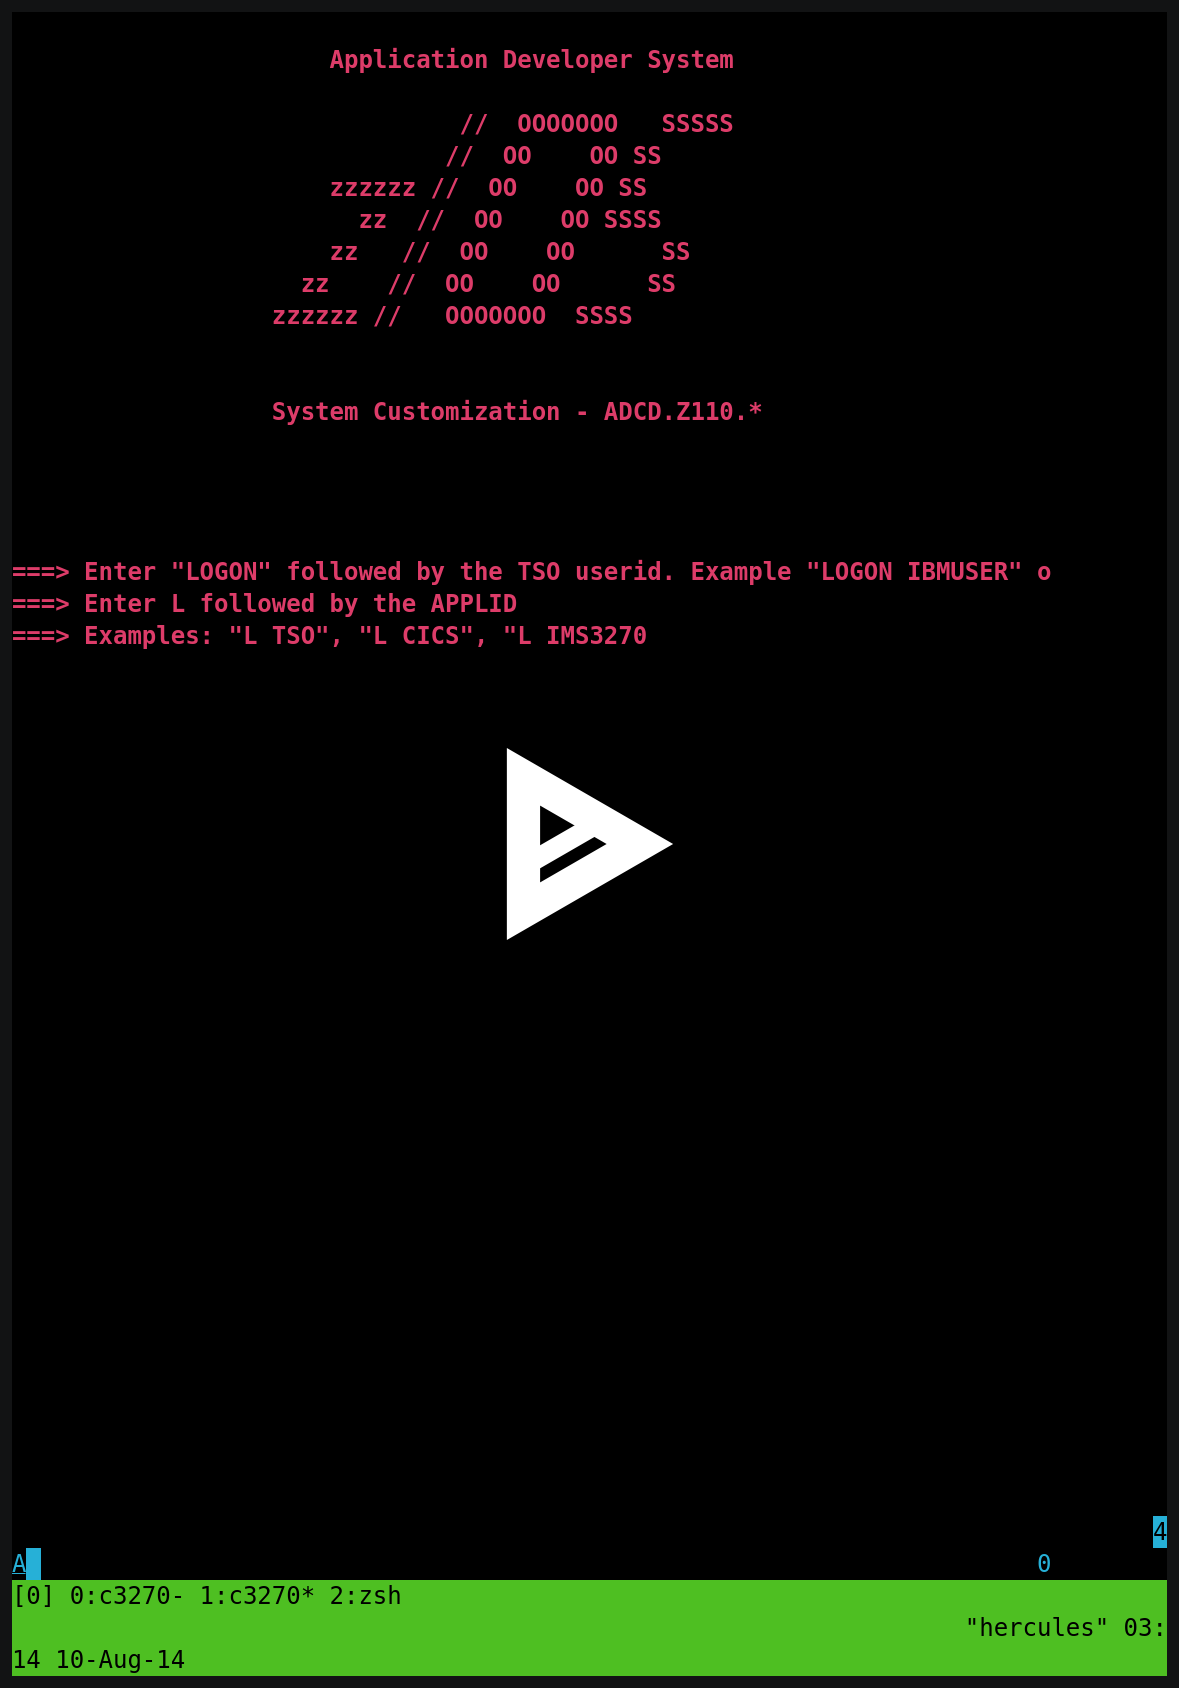 Application Developer System
// OOOOOOO SSSSS
// OO OO SS
zzzzzz // OO OO SS
zz // OO OO SSSS
zz // OO OO SS
zz // OO OO SS
zzzzzz // OOOOOOO SSSS
System Customization - ADCD.Z110.*
===> Enter "LOGON" followed by the TSO userid. Example "LOGON IBMUSER" o
===> Enter L followed by the APPLID
===> Examples: "L TSO", "L CICS", "L IMS3270
4
A 0
[0] 0:c3270- 1:c3270* 2:zsh
"hercules" 03:
14 10-Aug-14